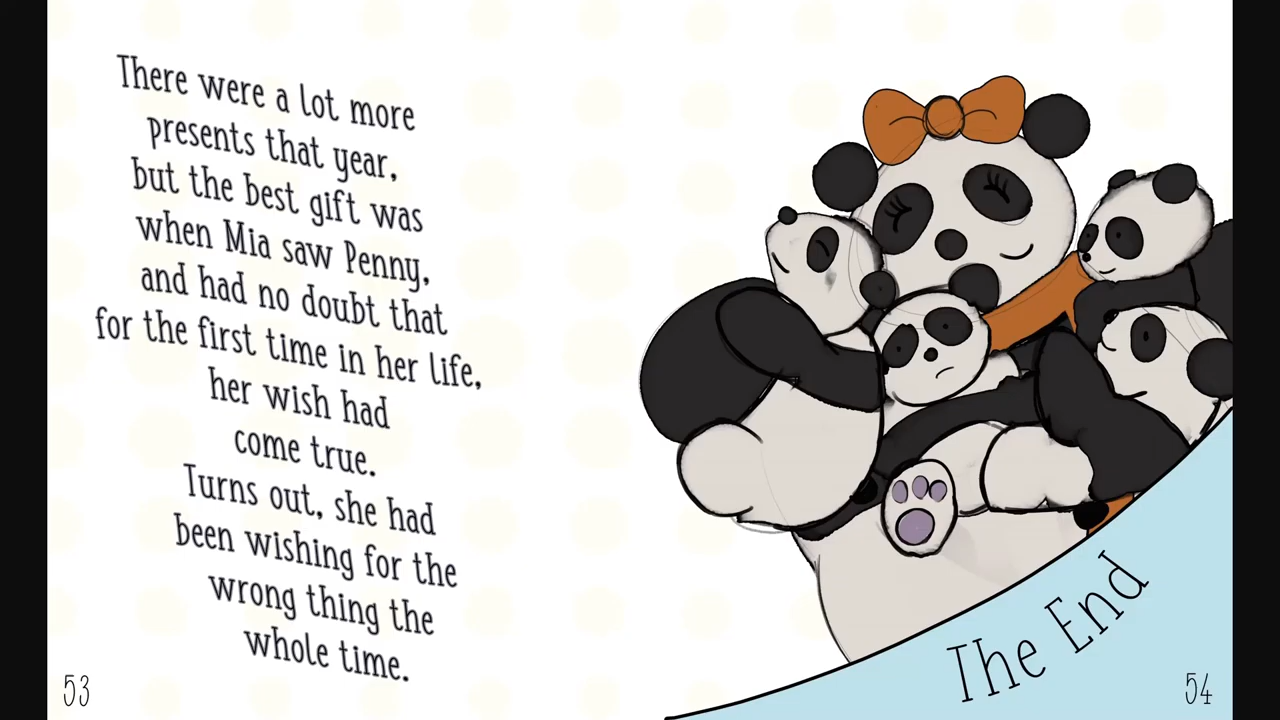 There were a lot more
presents that year,
but the best gift was
when Mia saw Penny,
and had no doubt that
for the first time in her life,
her wish had
come true.
Turns out, she had
been wishing for the
wrong thing the
whole time.
53
The End
54